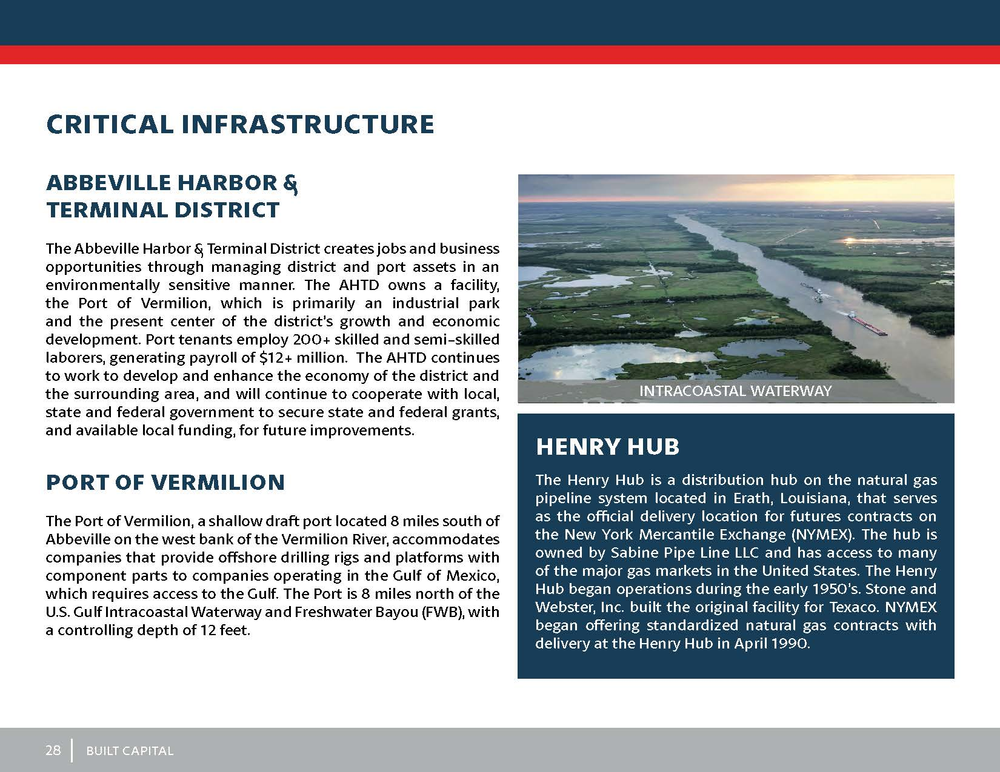 CRITICAL INFRASTRUCTURE
ABBEVILLE HARBOR &
TERMINAL DISTRICT
The Abbeville Harbor & Terminal District creates jobs and business
opportunities through managing district and port assets in an
environmentally sensitive manner. The AHTD owns a facility,
the Port of Vermilion, which is primarily an industrial park
and the present center of the district's growth and economic
development. Port tenants employ 200+ skilled and semi-skilled
laborers, generating payroll of $12+ million.  The AHTD continues
to work to develop and enhance the economy of the district and
the surrounding area, and will continue to cooperate with local,
state and federal government to secure state and federal grants,
and available local funding, for future improvements.
PORT OF VERMILION
The Port of Vermilion, a shallow draft port located 8 miles south of
Abbeville on the west bank of the Vermilion River, accommodates
companies that provide offshore drilling rigs and platforms with
component parts to companies operating in the Gulf of Mexico,
which requires access to the Gulf. The Port is 8 miles north of the
U.S. Gulf Intracoastal Waterway and Freshwater Bayou (FWB), with
a controlling depth of 12 feet.
INTRACOASTAL WATERWAY
HENRY HUB
The Henry Hub is a distribution hub on the natural gas
pipeline system located in Erath, Louisiana, that serves
as the official delivery location for futures contracts on
the New York Mercantile Exchange (NYMEX). The hub is
owned by Sabine Pipe Line LLC and has access to many
of the major gas markets in the United States. The Henry
Hub began operations during the early 1950's. Stone and
Webster, Inc. built the original facility for Texaco. NYMEX
began offering standardized natural gas contracts with
delivery at the Henry Hub in April 1990.
28 | BUILT CAPITAL